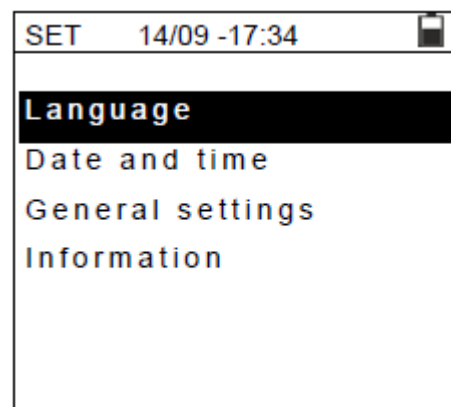 SET 14/09 -17:34
Language
Date and time
General settings
Information